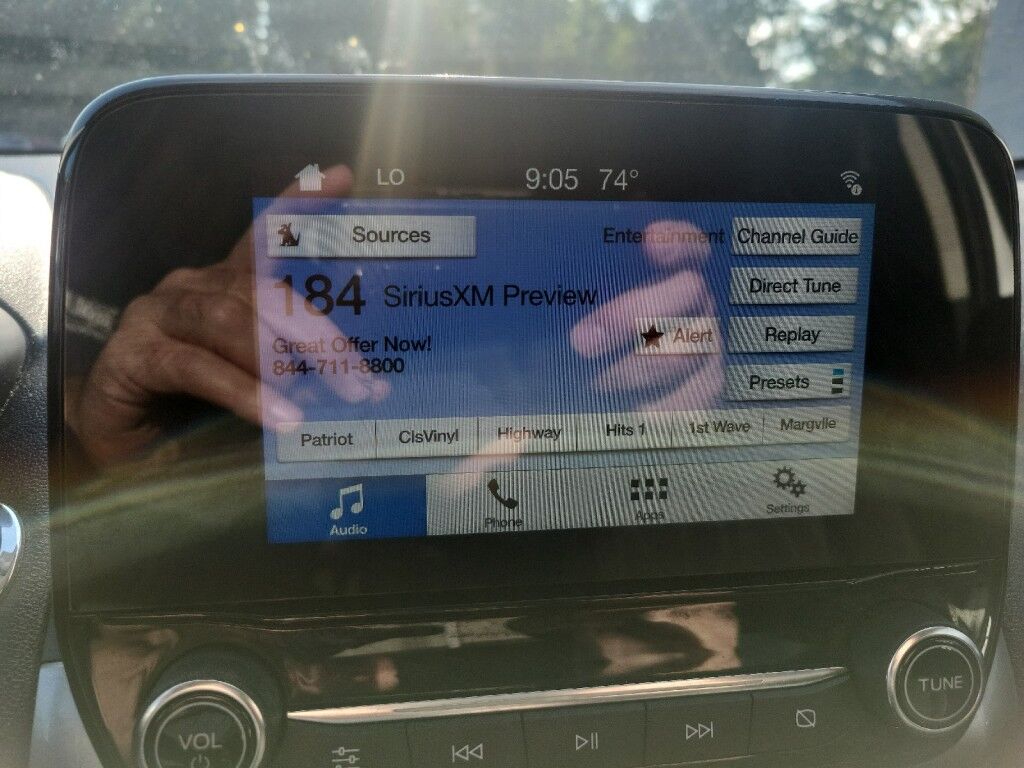 LO 9:05 74°
Sources Entertainment Channel Guide
184 SiriusXM Preview Direct Tune
Great Offer Now! Alert Replay
844-711-8800
Presets
Patriot ClsVinyl Highway Hits 1 1st Wave Margvlle
Audio Phone Apps Settings
VOL TUNE